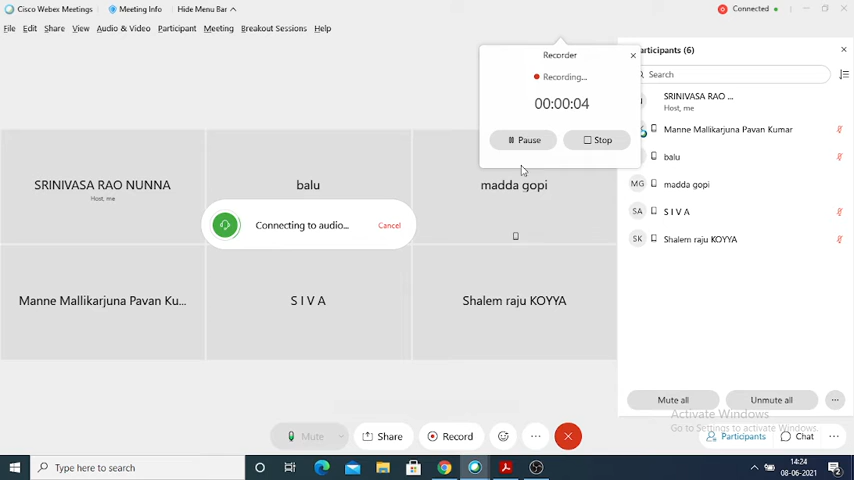 Cisco Webex Meetings
Meeting Info
Hide Menu Bar
Connected
File Edit Share View Audio & Video Participant Meeting Breakout Sessions Help
Recorder
Recording...
00:00:04
Pause
Stop
SRINIVASA RAO NUNNA
Host, me
balu
madda gopi
Connecting to audio...
Cancel
Manne Mallikarjuna Pavan Ku...
S I V A
Shalem raju KOYYA
articipants (6)
Search
SRINIVASA RAO ...
Host, me
Manne Mallikarjuna Pavan Kumar
balu
MG madda gopi
SA S I V A
SK Shalem raju KOYYA
Mute all
Unmute all
Activate Windows
Go to Settings to activate Windows.
Mute
Share
Record
Participants
Chat
Type here to search
14:24
08-06-2021
2